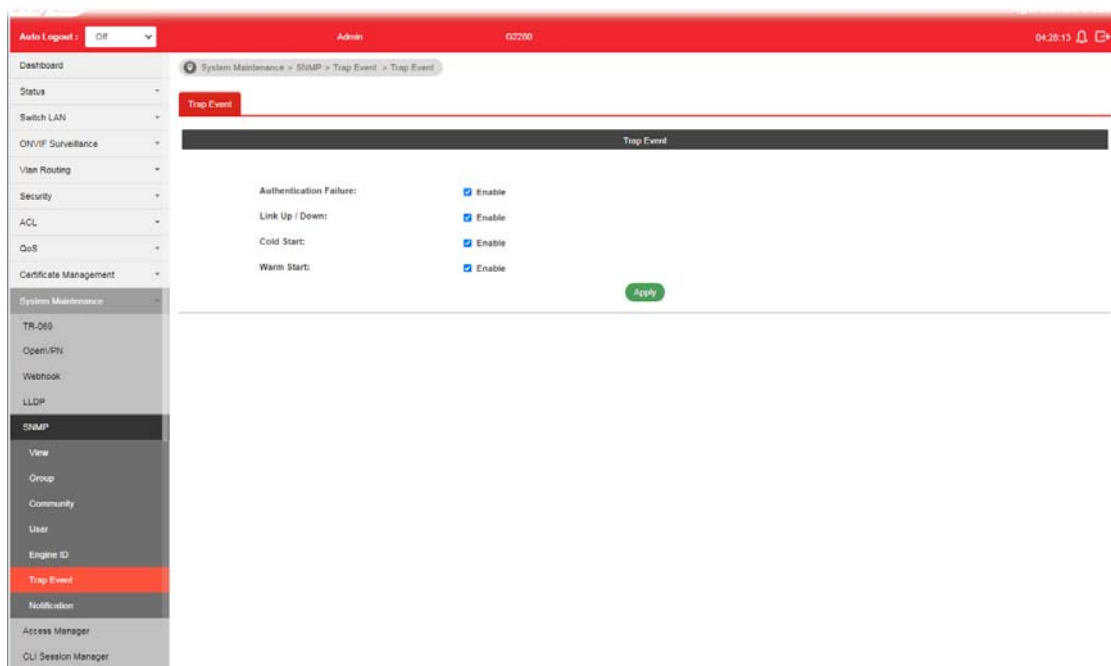 Auto Logout : Off Admin G2280 04:26:13
Dashboard
System Maintenance > SNMP > Trap Event > Trap Event
Status
Trap Event
Switch LAN
ONVIF Surveillance
Trap Event
Vlan Routing
Security
Authentication Failure: Enable
ACL
Link Up / Down: Enable
QoS
Cold Start: Enable
Certificate Management
Warm Start: Enable
Apply
System Maintenance
TR-069
OpenVPN
Webhook
LLDP
SNMP
View
Group
Community
User
Engine ID
Trap Event
Notification
Access Manager
CLI Session Manager